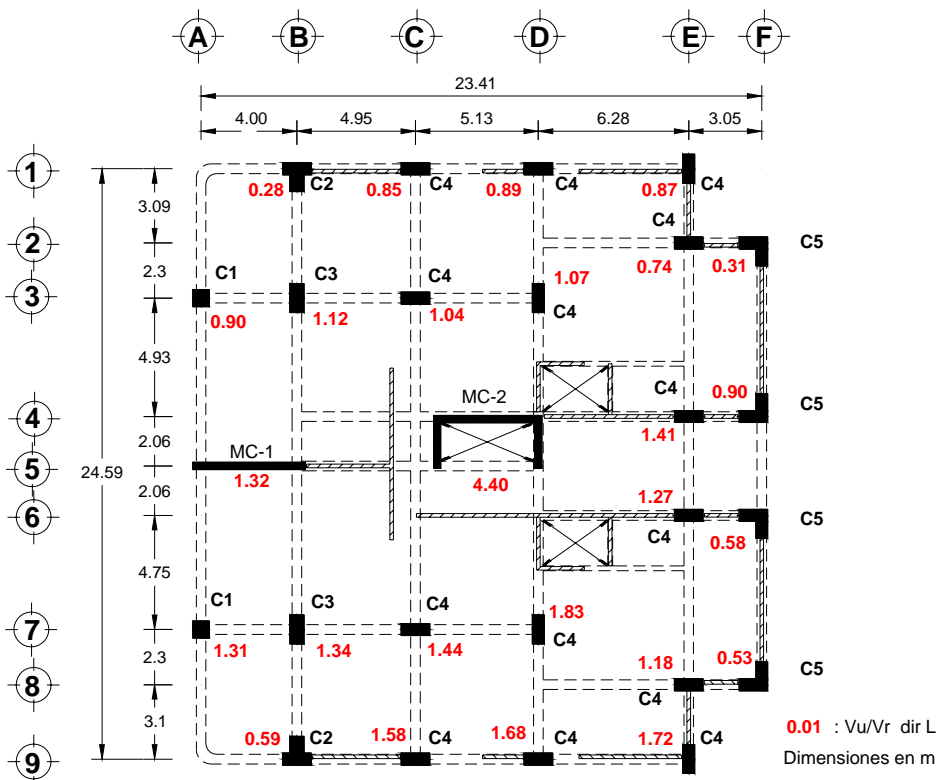 A B C D E F
23.41
4.00 4.95 5.13 6.28 3.05
1
C2 C4 C4 C4
0.28 0.85 0.89 0.87
3.09
C4
2
C5
0.74 0.31
2.3
C1 C3 1.07
3
C4 C4
0.90 1.12 1.04
4.93
MC-2 C4 0.90
C5
4
1.41
2.06
MC-1
5
24.59
1.32 4.40
2.06
1.27
6
C5
C4 0.58
4.75
C1 C3 C4 1.83
7
C4
1.31 1.34 1.44
1.18 0.53
C5
2.3
8
C4
3.1
0.59 C2 1.58 C4 1.68 C4 1.72 C4
9
0.01 : Vu/Vr dir L
Dimensiones en m